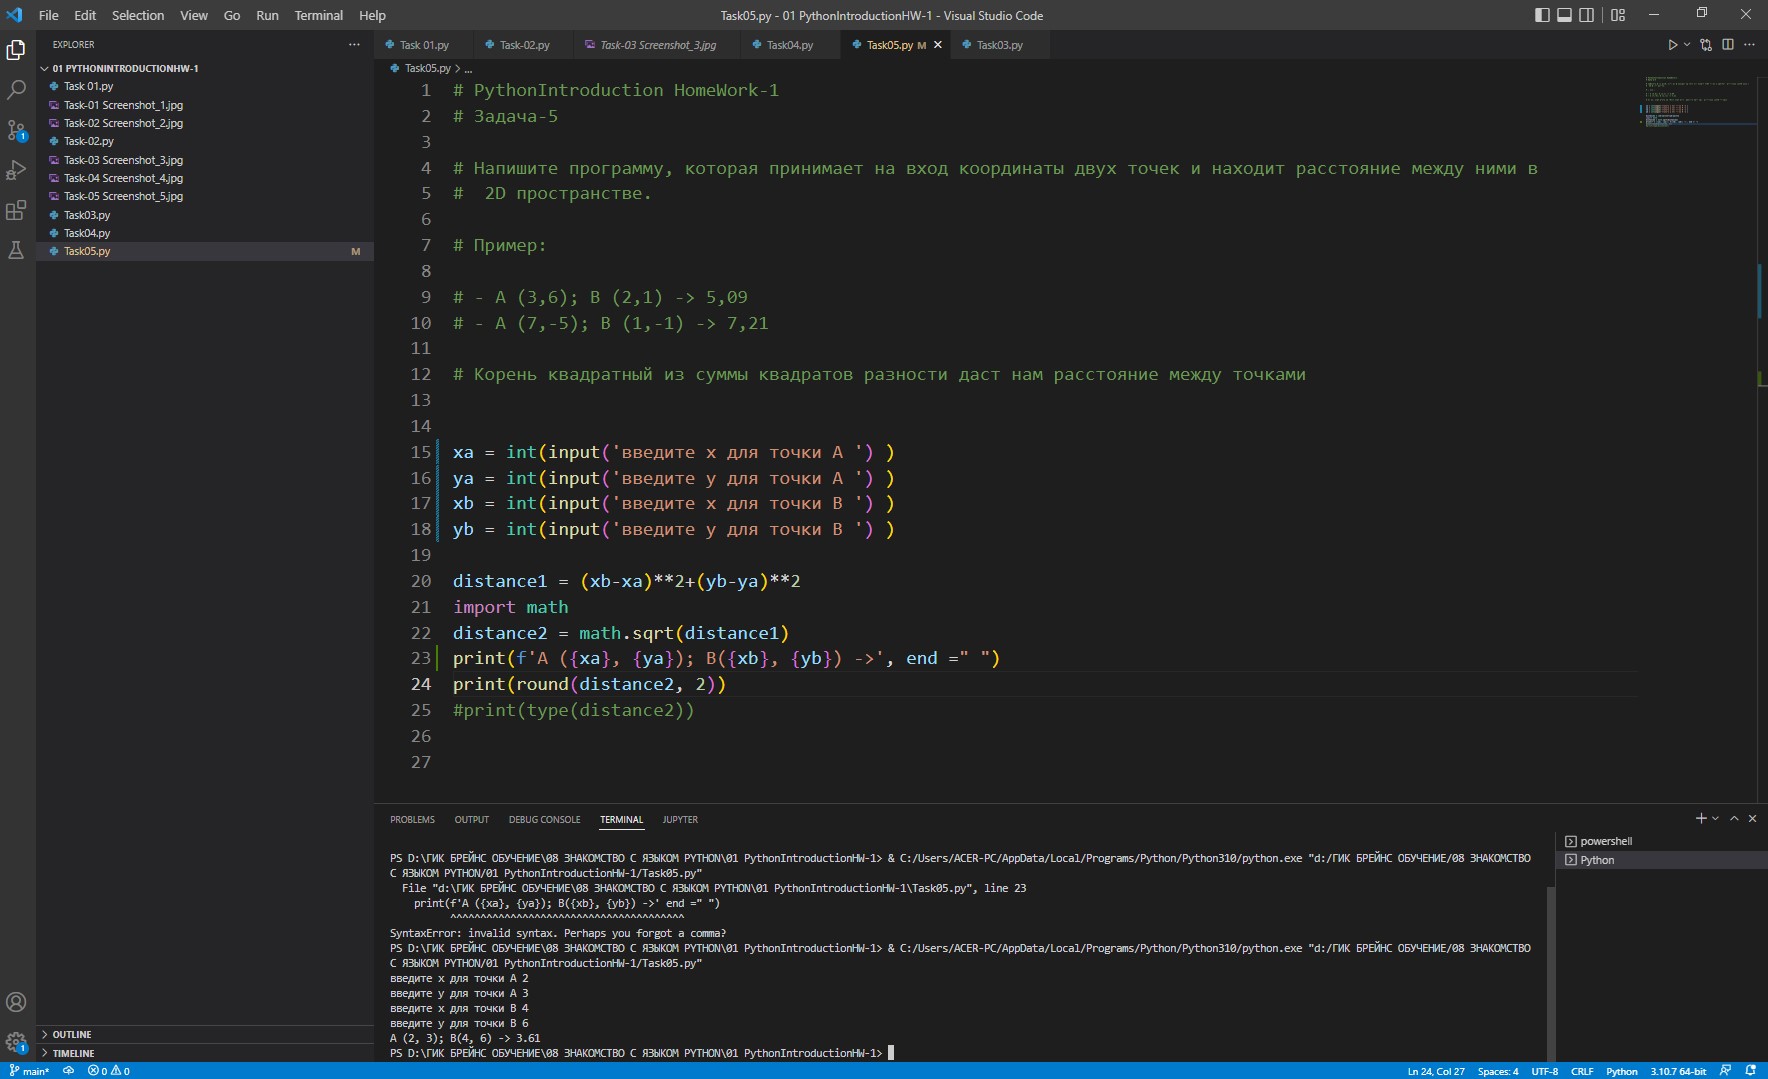 File Edit Selection View Go Run Terminal Help
Task05.py - 01 PythonIntroductionHW-1 - Visual Studio Code
EXPLORER
01 PYTHONINTRODUCTIONHW-1
Task 01.py
Task-01 Screenshot_1.jpg
Task-02 Screenshot_2.jpg
Task-02.py
Task-03 Screenshot_3.jpg
Task-04 Screenshot_4.jpg
Task-05 Screenshot_5.jpg
Task03.py
Task04.py
Task05.py M
OUTLINE
TIMELINE
1
1
Task 01.py Task-02.py Task-03 Screenshot_3.jpg Task04.py Task05.py M Task03.py
Task05.py > ...
1 # PythonIntroduction HomeWork-1
2 # Задача-5
3
4 # Напишите программу, которая принимает на вход координаты двух точек и находит расстояние между ними в
5 #  2D пространстве.
6
7 # Пример:
8
9 # - A (3,6); B (2,1) -> 5,09
10 # - A (7,-5); B (1,-1) -> 7,21
11
12 # Корень квадратный из суммы квадратов разности даст нам расстояние между точками
13
14
15 xa = int(input('введите x для точки A ') )
16 ya = int(input('введите y для точки A ') )
17 xb = int(input('введите x для точки B ') )
18 yb = int(input('введите y для точки B ') )
19
20 distance1 = (xb-xa)**2+(yb-ya)**2
21 import math
22 distance2 = math.sqrt(distance1)
23 print(f'A ({xa}, {ya}); B({xb}, {yb}) ->', end =" ")
24 print(round(distance2, 2))
25 #print(type(distance2))
26
27
PROBLEMS OUTPUT DEBUG CONSOLE TERMINAL JUPYTER
powershell
Python
PS D:\ГИК БРЕЙНС ОБУЧЕНИЕ\08 ЗНАКОМСТВО С ЯЗЫКОМ PYTHON\01 PythonIntroductionHW-1> & C:/Users/ACER-PC/AppData/Local/Programs/Python/Python310/python.exe "d:/ГИК БРЕЙНС ОБУЧЕНИЕ/08 ЗНАКОМСТВО
С ЯЗЫКОМ PYTHON/01 PythonIntroductionHW-1/Task05.py"
File "d:\ГИК БРЕЙНС ОБУЧЕНИЕ\08 ЗНАКОМСТВО С ЯЗЫКОМ PYTHON\01 PythonIntroductionHW-1\Task05.py", line 23
print(f'A ({xa}, {ya}); B({xb}, {yb}) ->' end =" ")
^^^^^^^^^^^^^^^^^^^^^^^^^^^^^^^^^^^^^^^
SyntaxError: invalid syntax. Perhaps you forgot a comma?
PS D:\ГИК БРЕЙНС ОБУЧЕНИЕ\08 ЗНАКОМСТВО С ЯЗЫКОМ PYTHON\01 PythonIntroductionHW-1> & C:/Users/ACER-PC/AppData/Local/Programs/Python/Python310/python.exe "d:/ГИК БРЕЙНС ОБУЧЕНИЕ/08 ЗНАКОМСТВО
С ЯЗЫКОМ PYTHON/01 PythonIntroductionHW-1/Task05.py"
введите x для точки A 2
введите y для точки A 3
введите x для точки B 4
введите y для точки B 6
A (2, 3); B(4, 6) -> 3.61
PS D:\ГИК БРЕЙНС ОБУЧЕНИЕ\08 ЗНАКОМСТВО С ЯЗЫКОМ PYTHON\01 PythonIntroductionHW-1>
main* 0 0 Ln 24, Col 27 Spaces: 4 UTF-8 CRLF Python 3.10.7 64-bit